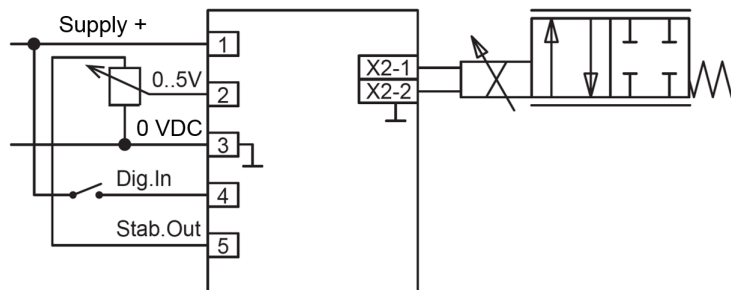 Supply +
1
X2-1
0..5V
2
X2-2
0 VDC
3
Dig.In
4
Stab.Out
5